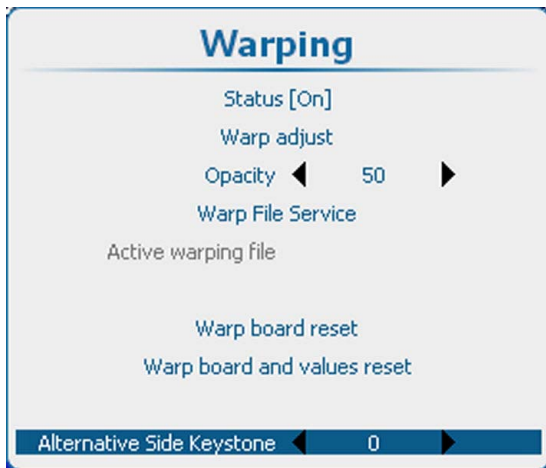 Warping
Status [On]
Warp adjust
Opacity 50
Warp File Service
Active warping file
Warp board reset
Warp board and values reset
Alternative Side Keystone 0